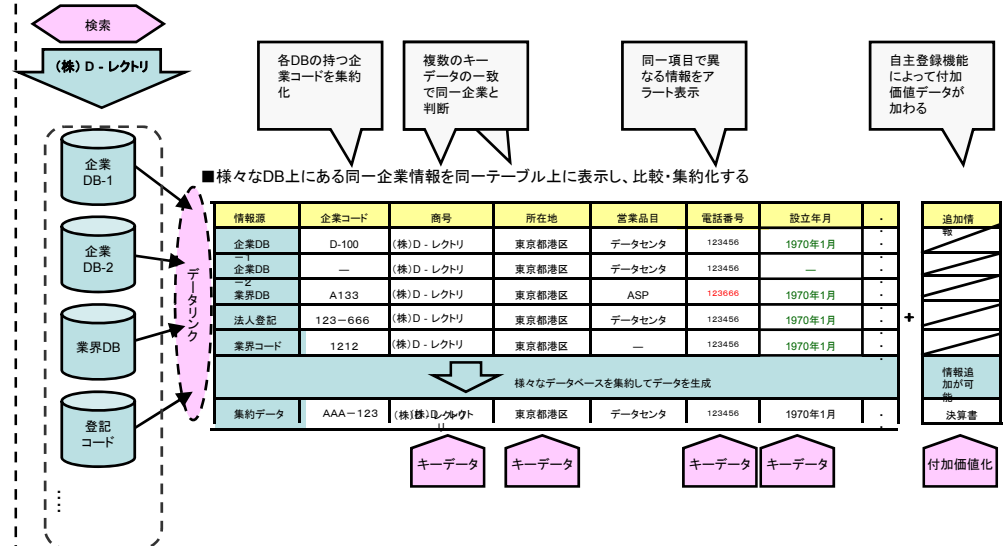 検索
(株) D - レクトリ
各DBの持つ企
業コードを集約
化
複数のキー
データの一致
で同一企業と
判断
同一項目で異
なる情報をア
ラート表示
自主登録機能
によって付加
価値データが
加わる
企業
DB-1
企業
DB-2
業界DB
登記
コード
…
データリンク
■様々なDB上にある同一企業情報を同一テーブル上に表示し、比較・集約化する
情報源 企業コード 商号 所在地 営業品目 電話番号 設立年月 ・ 追加情
報
企業DB D-100 (株)D - レクトリ 東京都港区 データセンタ 123456 1970年1月 ・
－1
企業DB ― (株)D - レクトリ 東京都港区 データセンタ 123456 ― ・
－2
業界DB A133 (株)D - レクトリ 東京都港区 ASP 123666 1970年1月 ・
法人登記 123－666 (株)D - レクトリ 東京都港区 データセンタ 123456 1970年1月 ・
+
業界コード 1212 (株)D - レクトリ 東京都港区 ― 123456 1970年1月 ・
様々なデータベースを集約してデータを生成
情報追
加が可
能
集約データ AAA－123 (株)D - レクトリ 東京都港区 データセンタ 123456 1970年1月 ・ 決算書
キーデータ キーデータ キーデータ キーデータ 付加価値化